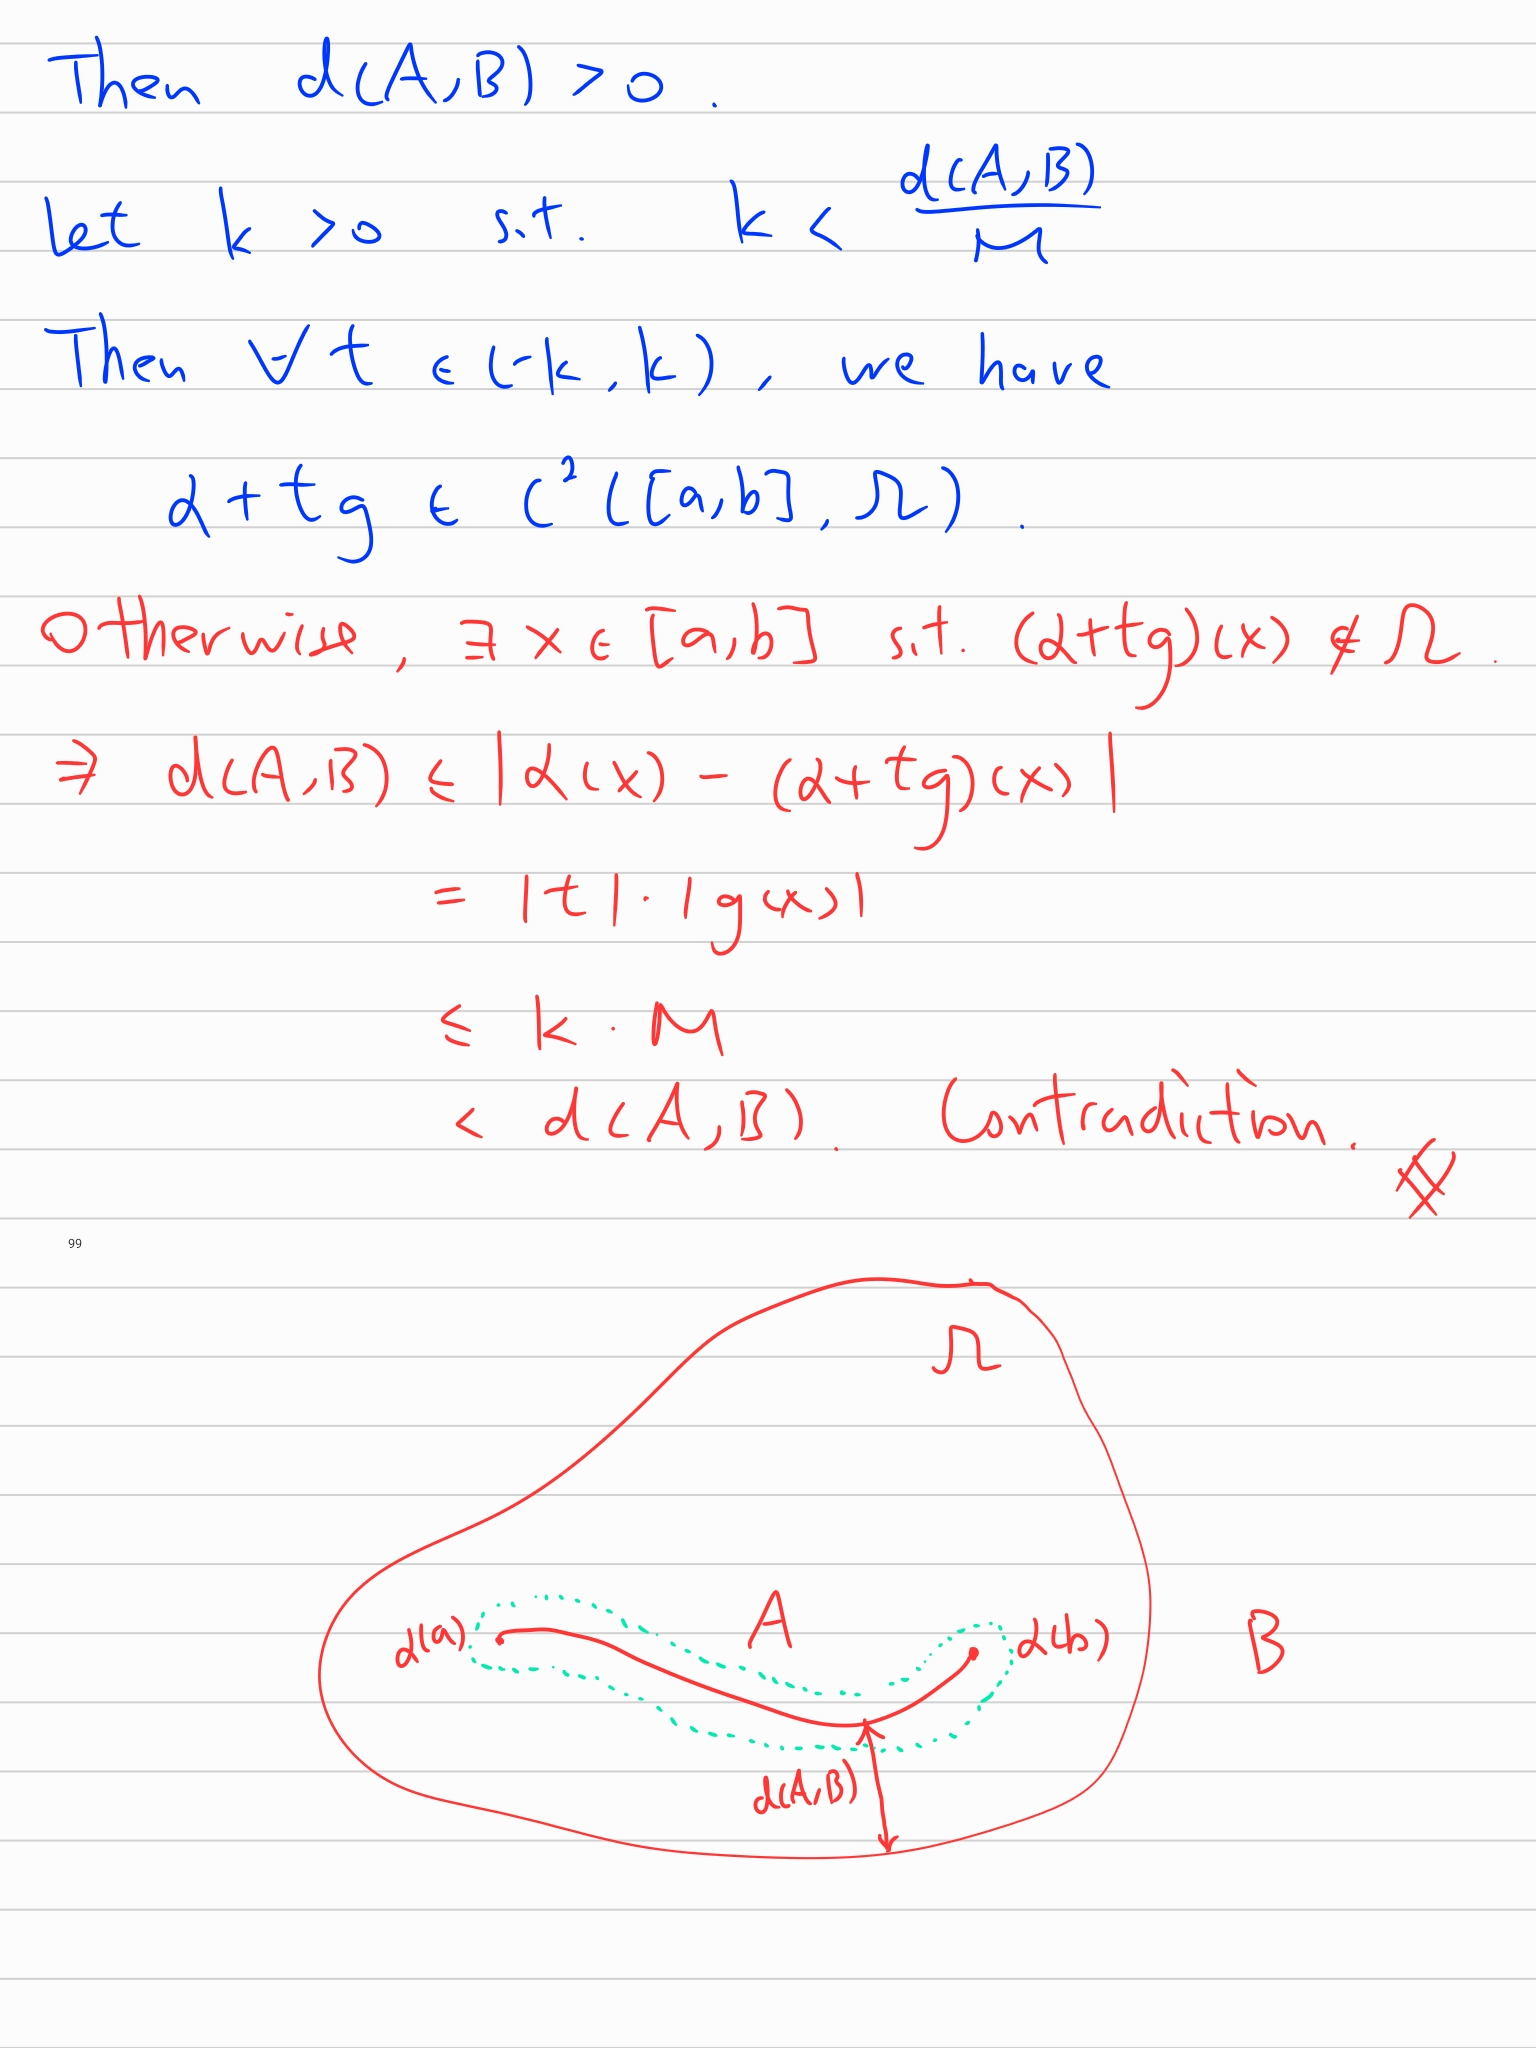 Then d(A,B) > 0.
Let k > 0 s.t. k < d(A,B)/M
Then ∀ t ∈ (-k, k), we have
α + tg ∈ C²([a,b], Ω).
Otherwise, ∃ x ∈ [a,b] s.t. (α+tg)(x) ∉ Ω.
⇒ d(A,B) ≤ |α(x) - (α+tg)(x)|
= |t| · |g(x)|
≤ k · M
< d(A,B). Contradiction.
99
Ω
A
α(a)
α(b)
B
d(A,B)